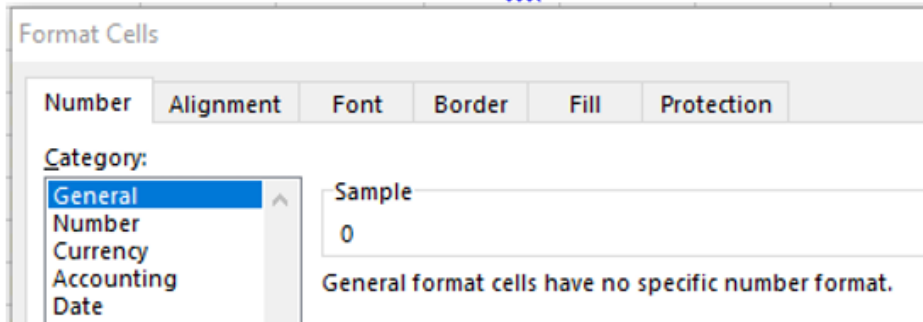 Format Cells
Number Alignment Font Border Fill Protection
Category:
General
Number
Currency
Accounting
Date
Sample
0
General format cells have no specific number format.